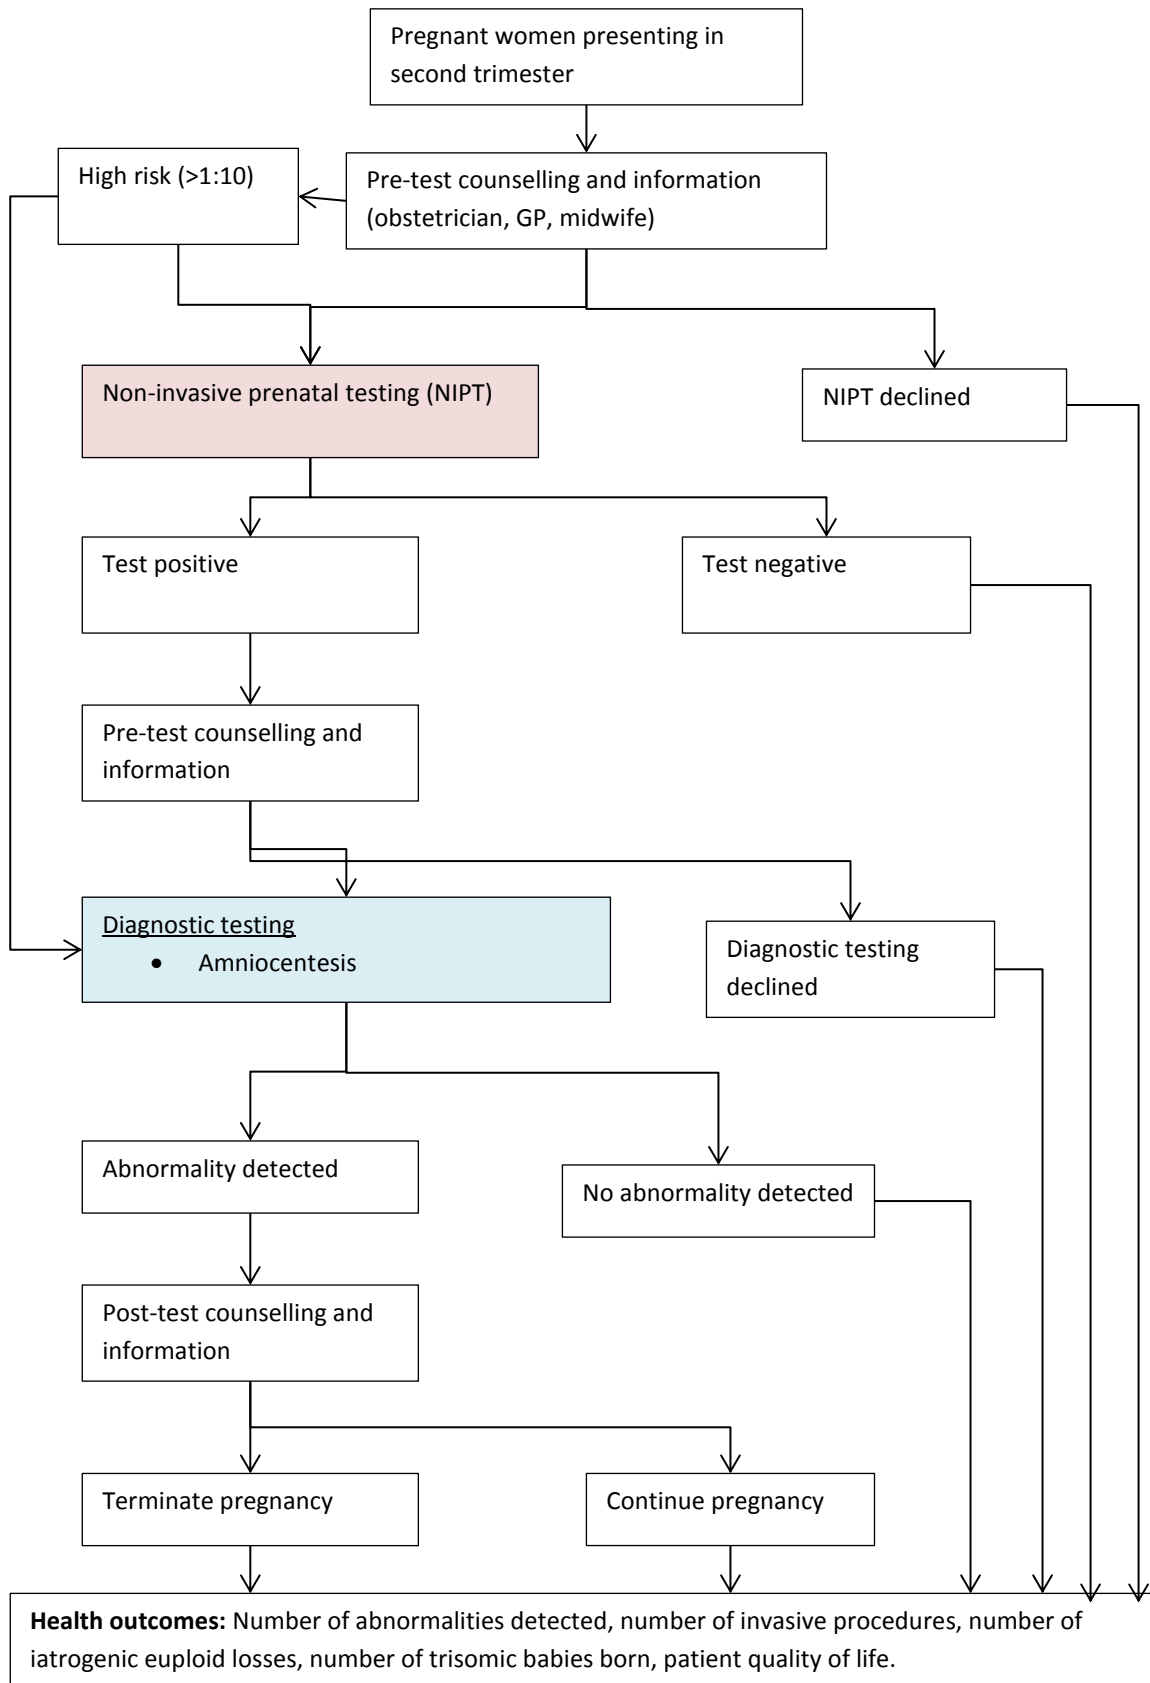 Pregnant women presenting in
second trimester
High risk (>1:10)
Pre-test counselling and information
(obstetrician, GP, midwife)
Non-invasive prenatal testing (NIPT)
NIPT declined
Test positive
Test negative
Pre-test counselling and
information
Diagnostic testing
• Amniocentesis
Diagnostic testing
declined
Abnormality detected
No abnormality detected
Post-test counselling and
information
Terminate pregnancy
Continue pregnancy
Health outcomes: Number of abnormalities detected, number of invasive procedures, number of
iatrogenic euploid losses, number of trisomic babies born, patient quality of life.